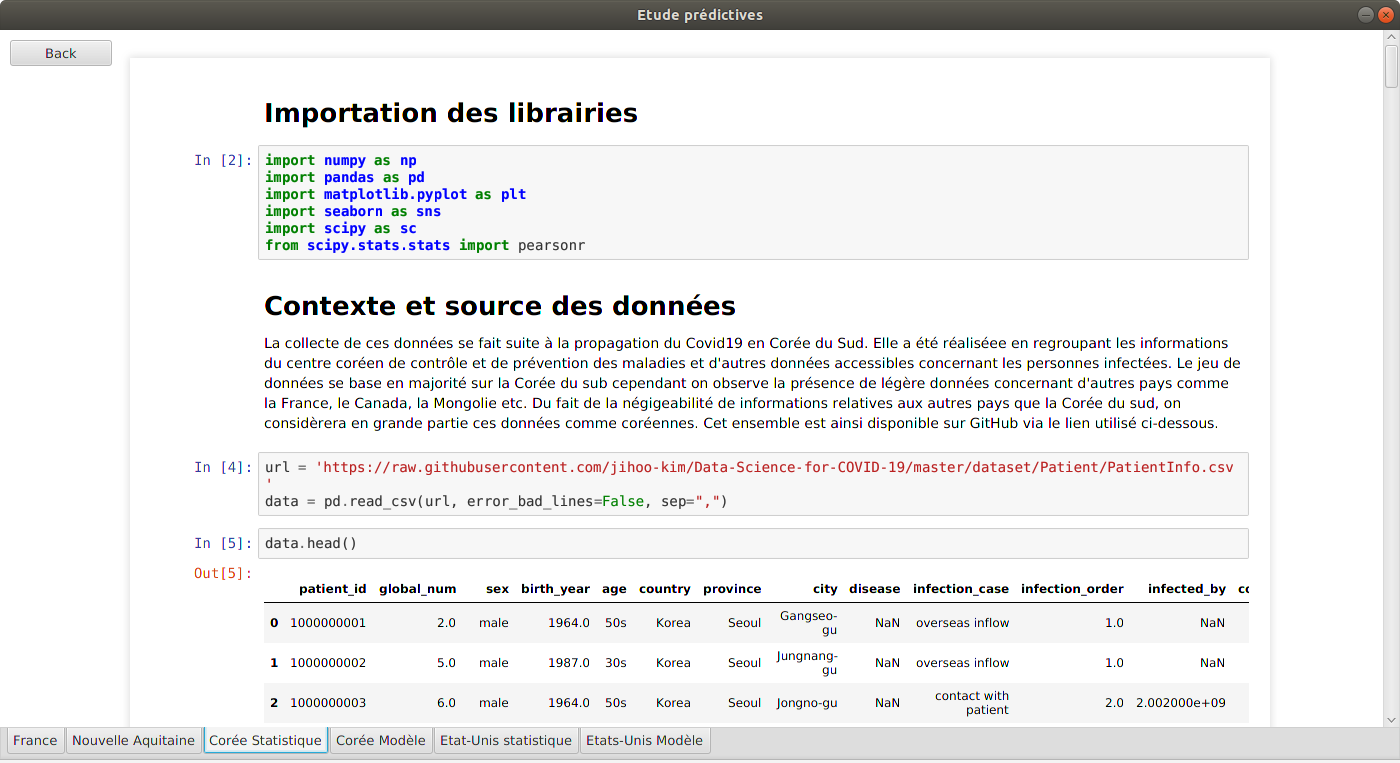 Etude prédictives
Back
Importation des librairies
In [2]:
import numpy as np
import pandas as pd
import matplotlib.pyplot as plt
import seaborn as sns
import scipy as sc
from scipy.stats.stats import pearsonr
Contexte et source des données
La collecte de ces données se fait suite à la propagation du Covid19 en Corée du Sud. Elle a été réaliséee en regroupant les informations
du centre coréen de contrôle et de prévention des maladies et d'autres données accessibles concernant les personnes infectées. Le jeu de
données se base en majorité sur la Corée du sub cependant on observe la présence de légère données concernant d'autres pays comme
la France, le Canada, la Mongolie etc. Du fait de la négigeabilité de informations relatives aux autres pays que la Corée du sud, on
considèrera en grande partie ces données comme coréennes. Cet ensemble est ainsi disponible sur GitHub via le lien utilisé ci-dessous.
In [4]:
url = 'https://raw.githubusercontent.com/jihoo-kim/Data-Science-for-COVID-19/master/dataset/Patient/PatientInfo.csv
'
data = pd.read_csv(url, error_bad_lines=False, sep=",")
In [5]:
data.head()
Out[5]:
patient_id global_num sex birth_year age country province city disease infection_case infection_order infected_by cc
0 1000000001 2.0 male 1964.0 50s Korea Seoul Gangseo-
gu NaN overseas inflow 1.0 NaN
1 1000000002 5.0 male 1987.0 30s Korea Seoul Jungnang-
gu NaN overseas inflow 1.0 NaN
2 1000000003 6.0 male 1964.0 50s Korea Seoul Jongno-gu NaN contact with
patient 2.0 2.002000e+09
France Nouvelle Aquitaine Corée Statistique Corée Modèle Etat-Unis statistique Etats-Unis Modèle